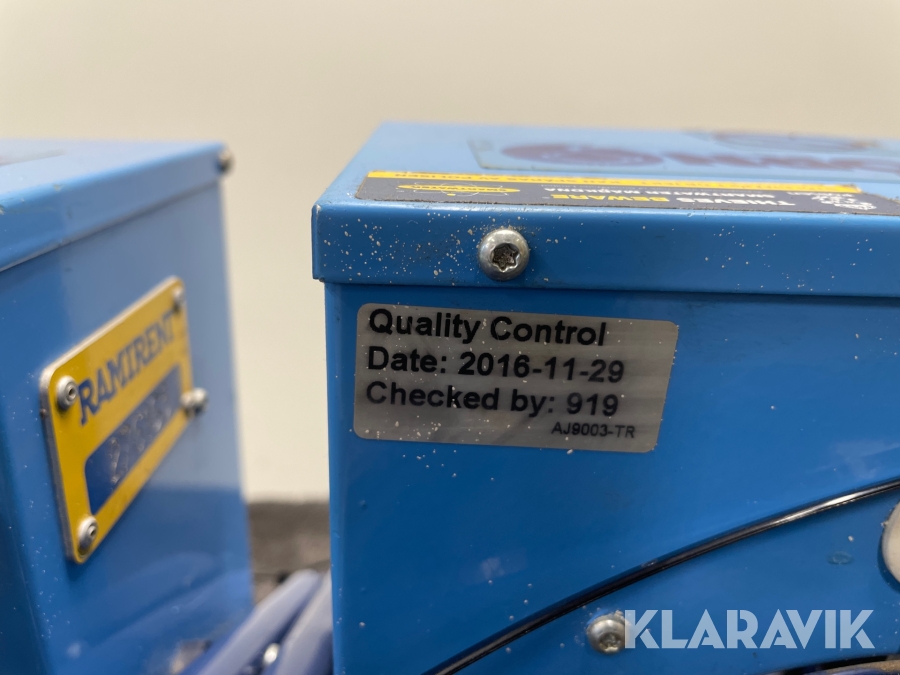 THIEVES BEWARE
RAMIRENT
Quality Control
Date: 2016-11-29
Checked by: 919
AJ9003-TR
KLARAVIK